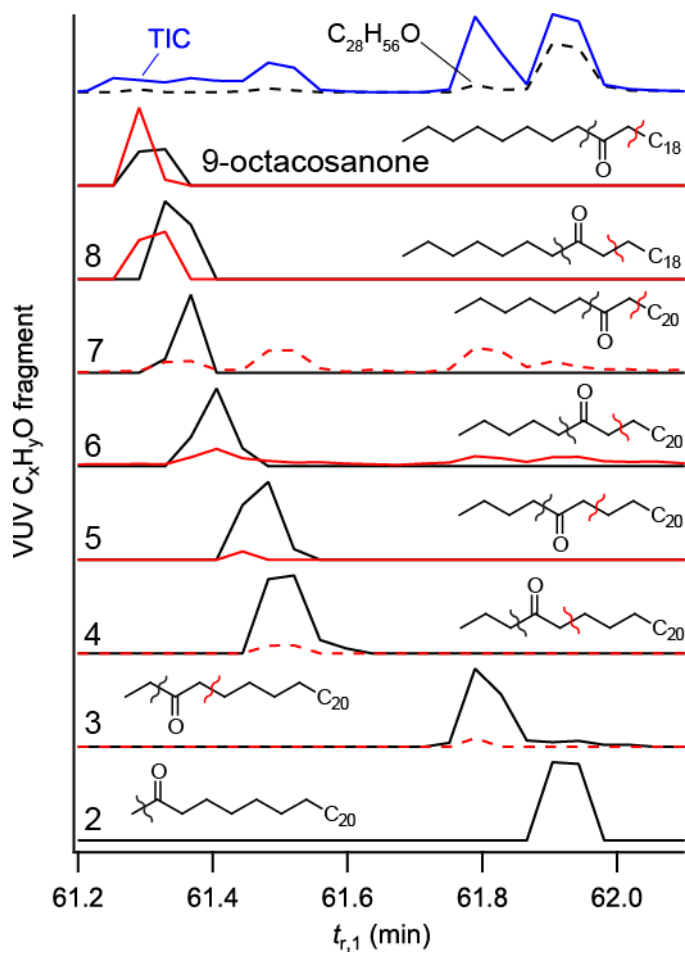 TIC
C₂₈H₅₆O
9-octacosanone
O
C₁₈
8
O
C₁₈
7
O
C₂₀
6
O
C₂₀
5
O
C₂₀
4
O
C₂₀
3
O
C₂₀
2
O
C₂₀
VUV CₓHᵧO fragment
61.2 61.4 61.6 61.8 62.0
tᵣ,₁ (min)